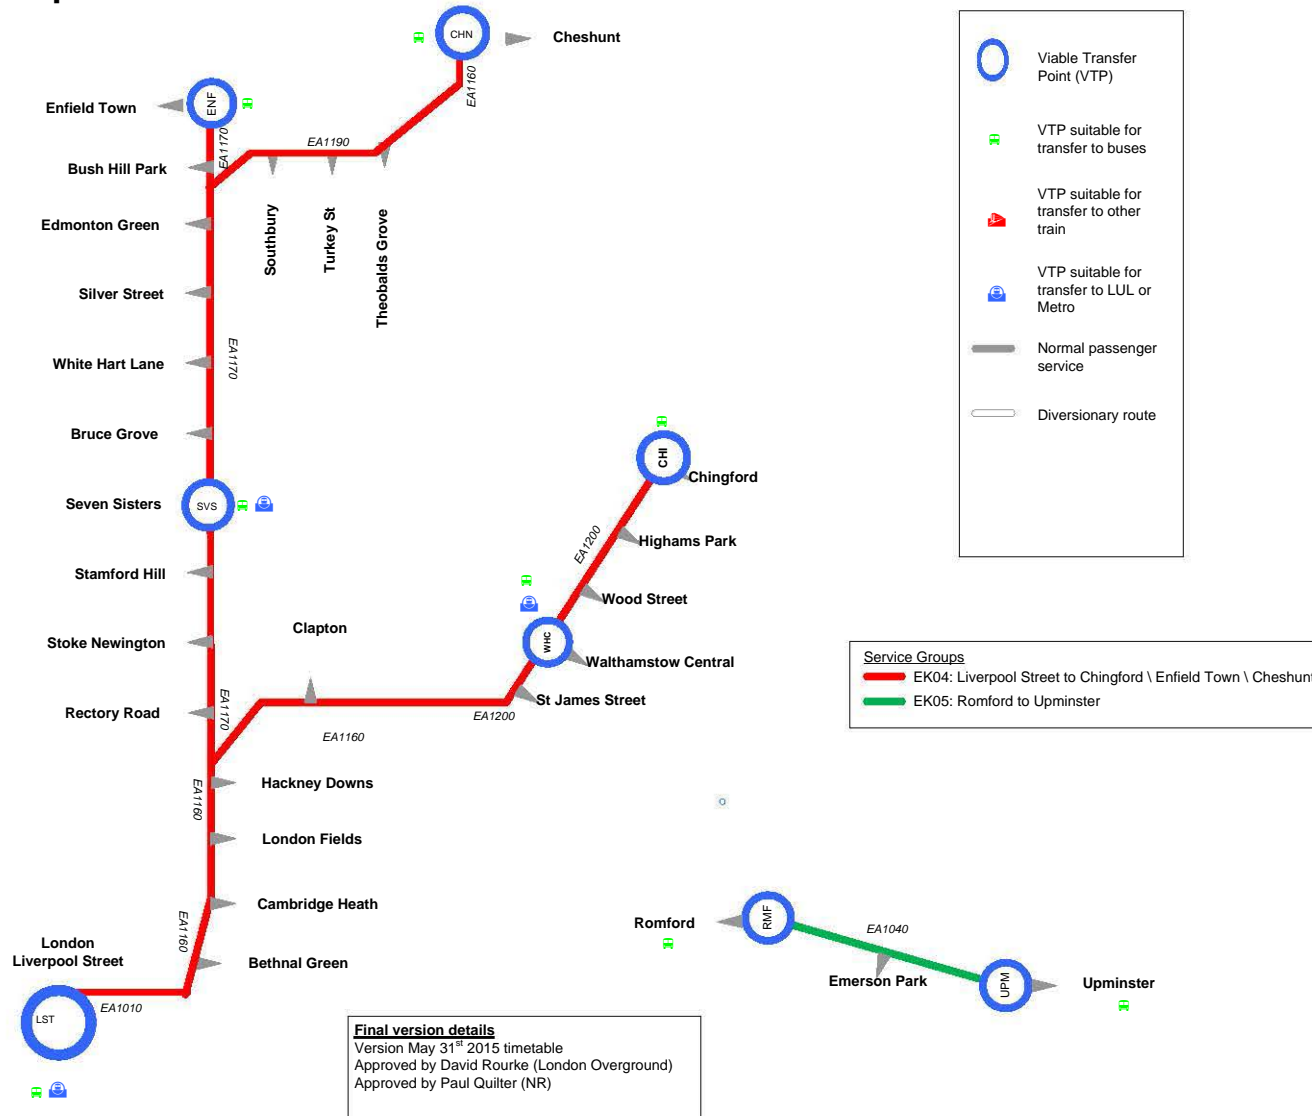 CHN
Cheshunt
EA1160
Enfield Town
ENF
EA1170
EA1190
Bush Hill Park
Edmonton Green
Southbury
Turkey St
Theobalds Grove
Silver Street
White Hart Lane
EA1170
Bruce Grove
Seven Sisters
SVS
Stamford Hill
Stoke Newington
Rectory Road
EA1170
Clapton
EA1160
EA1200
CHI
Chingford
EA1200
Highams Park
Wood Street
WHC
Walthamstow Central
St James Street
Hackney Downs
EA1160
London Fields
Cambridge Heath
EA1160
Bethnal Green
London
Liverpool Street
LST
EA1010
Viable Transfer
Point (VTP)
VTP suitable for
transfer to buses
VTP suitable for
transfer to other
train
VTP suitable for
transfer to LUL or
Metro
Normal passenger
service
Diversionary route
Service Groups
EK04: Liverpool Street to Chingford \ Enfield Town \ Cheshunt
EK05: Romford to Upminster
Romford
RMF
EA1040
Emerson Park
UPM
Upminster
Final version details
Version May 31st 2015 timetable
Approved by David Rourke (London Overground)
Approved by Paul Quilter (NR)